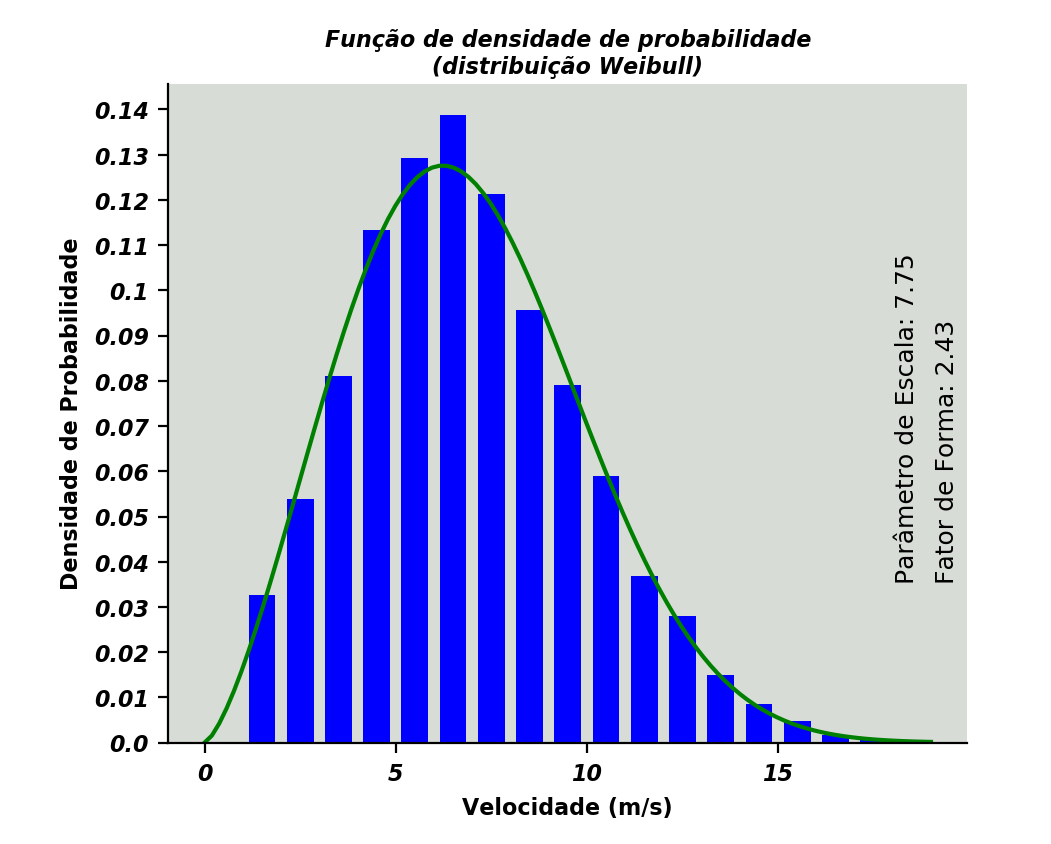 Função de densidade de probabilidade
(distribuição Weibull)
Densidade de Probabilidade
0.14
0.13
0.12
0.11
0.1
0.09
0.08
0.07
0.06
0.05
0.04
0.03
0.02
0.01
0.0
0 5 10 15
Velocidade (m/s)
Parâmetro de Escala: 7.75
Fator de Forma: 2.43